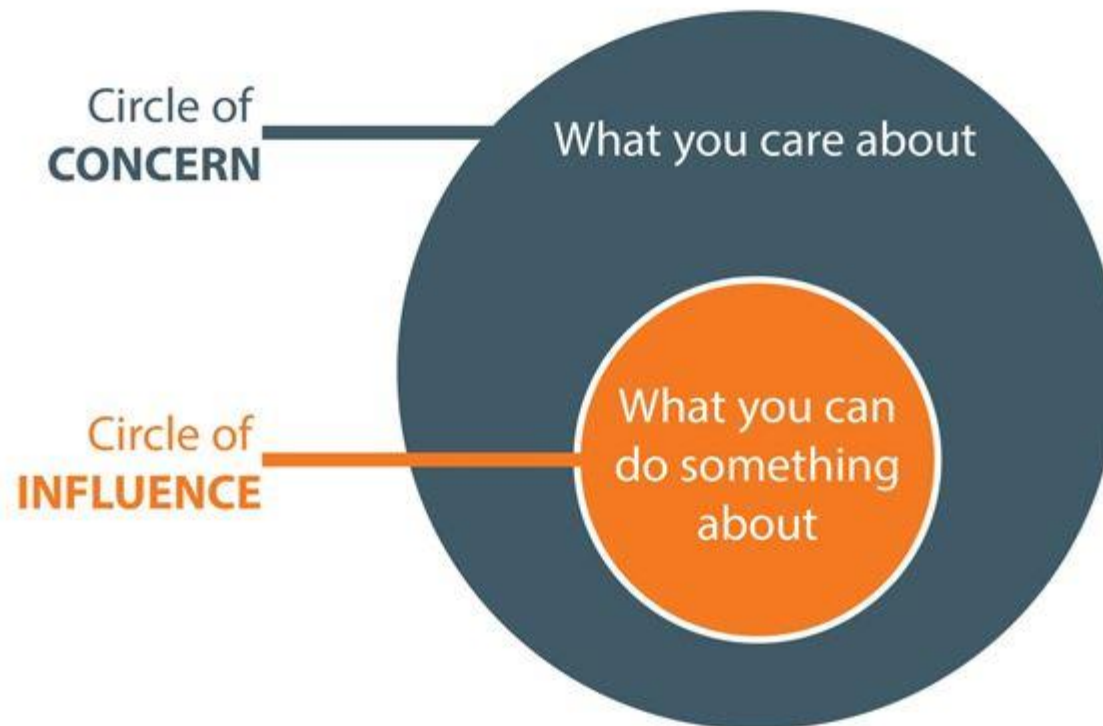 Circle of
CONCERN
What you care about
Circle of
INFLUENCE
What you can
do something
about